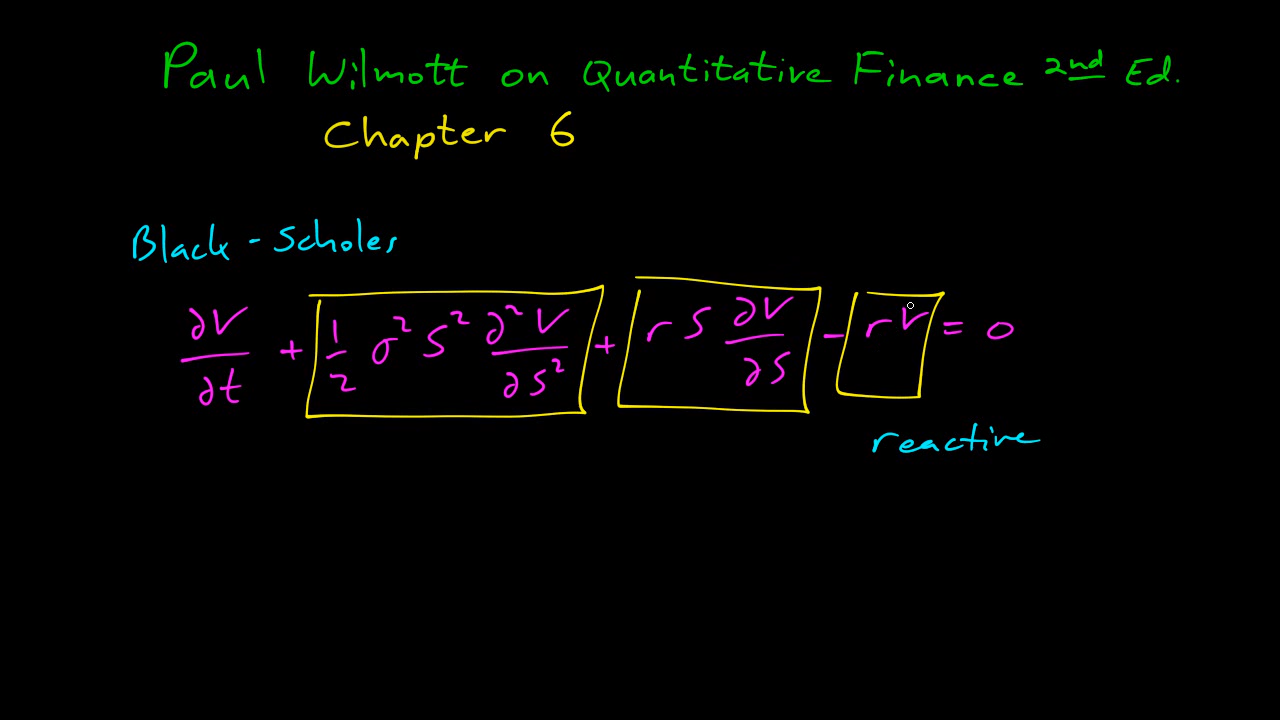 Paul Wilmott on Quantitative Finance 2nd Ed.
Chapter 6
Black - Scholes
∂V/∂t + 1/2 σ² S² ∂²V/∂S² + r S ∂V/∂S - rV = 0
reactive